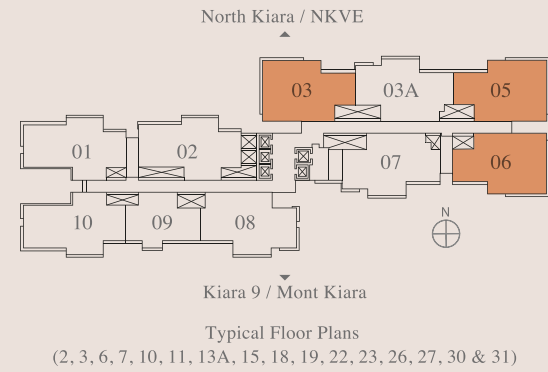 North Kiara / NKVE
03 03A 05
01 02 07 06
10 09 08
N
Kiara 9 / Mont Kiara
Typical Floor Plans
(2, 3, 6, 7, 10, 11, 13A, 15, 18, 19, 22, 23, 26, 27, 30 & 31)